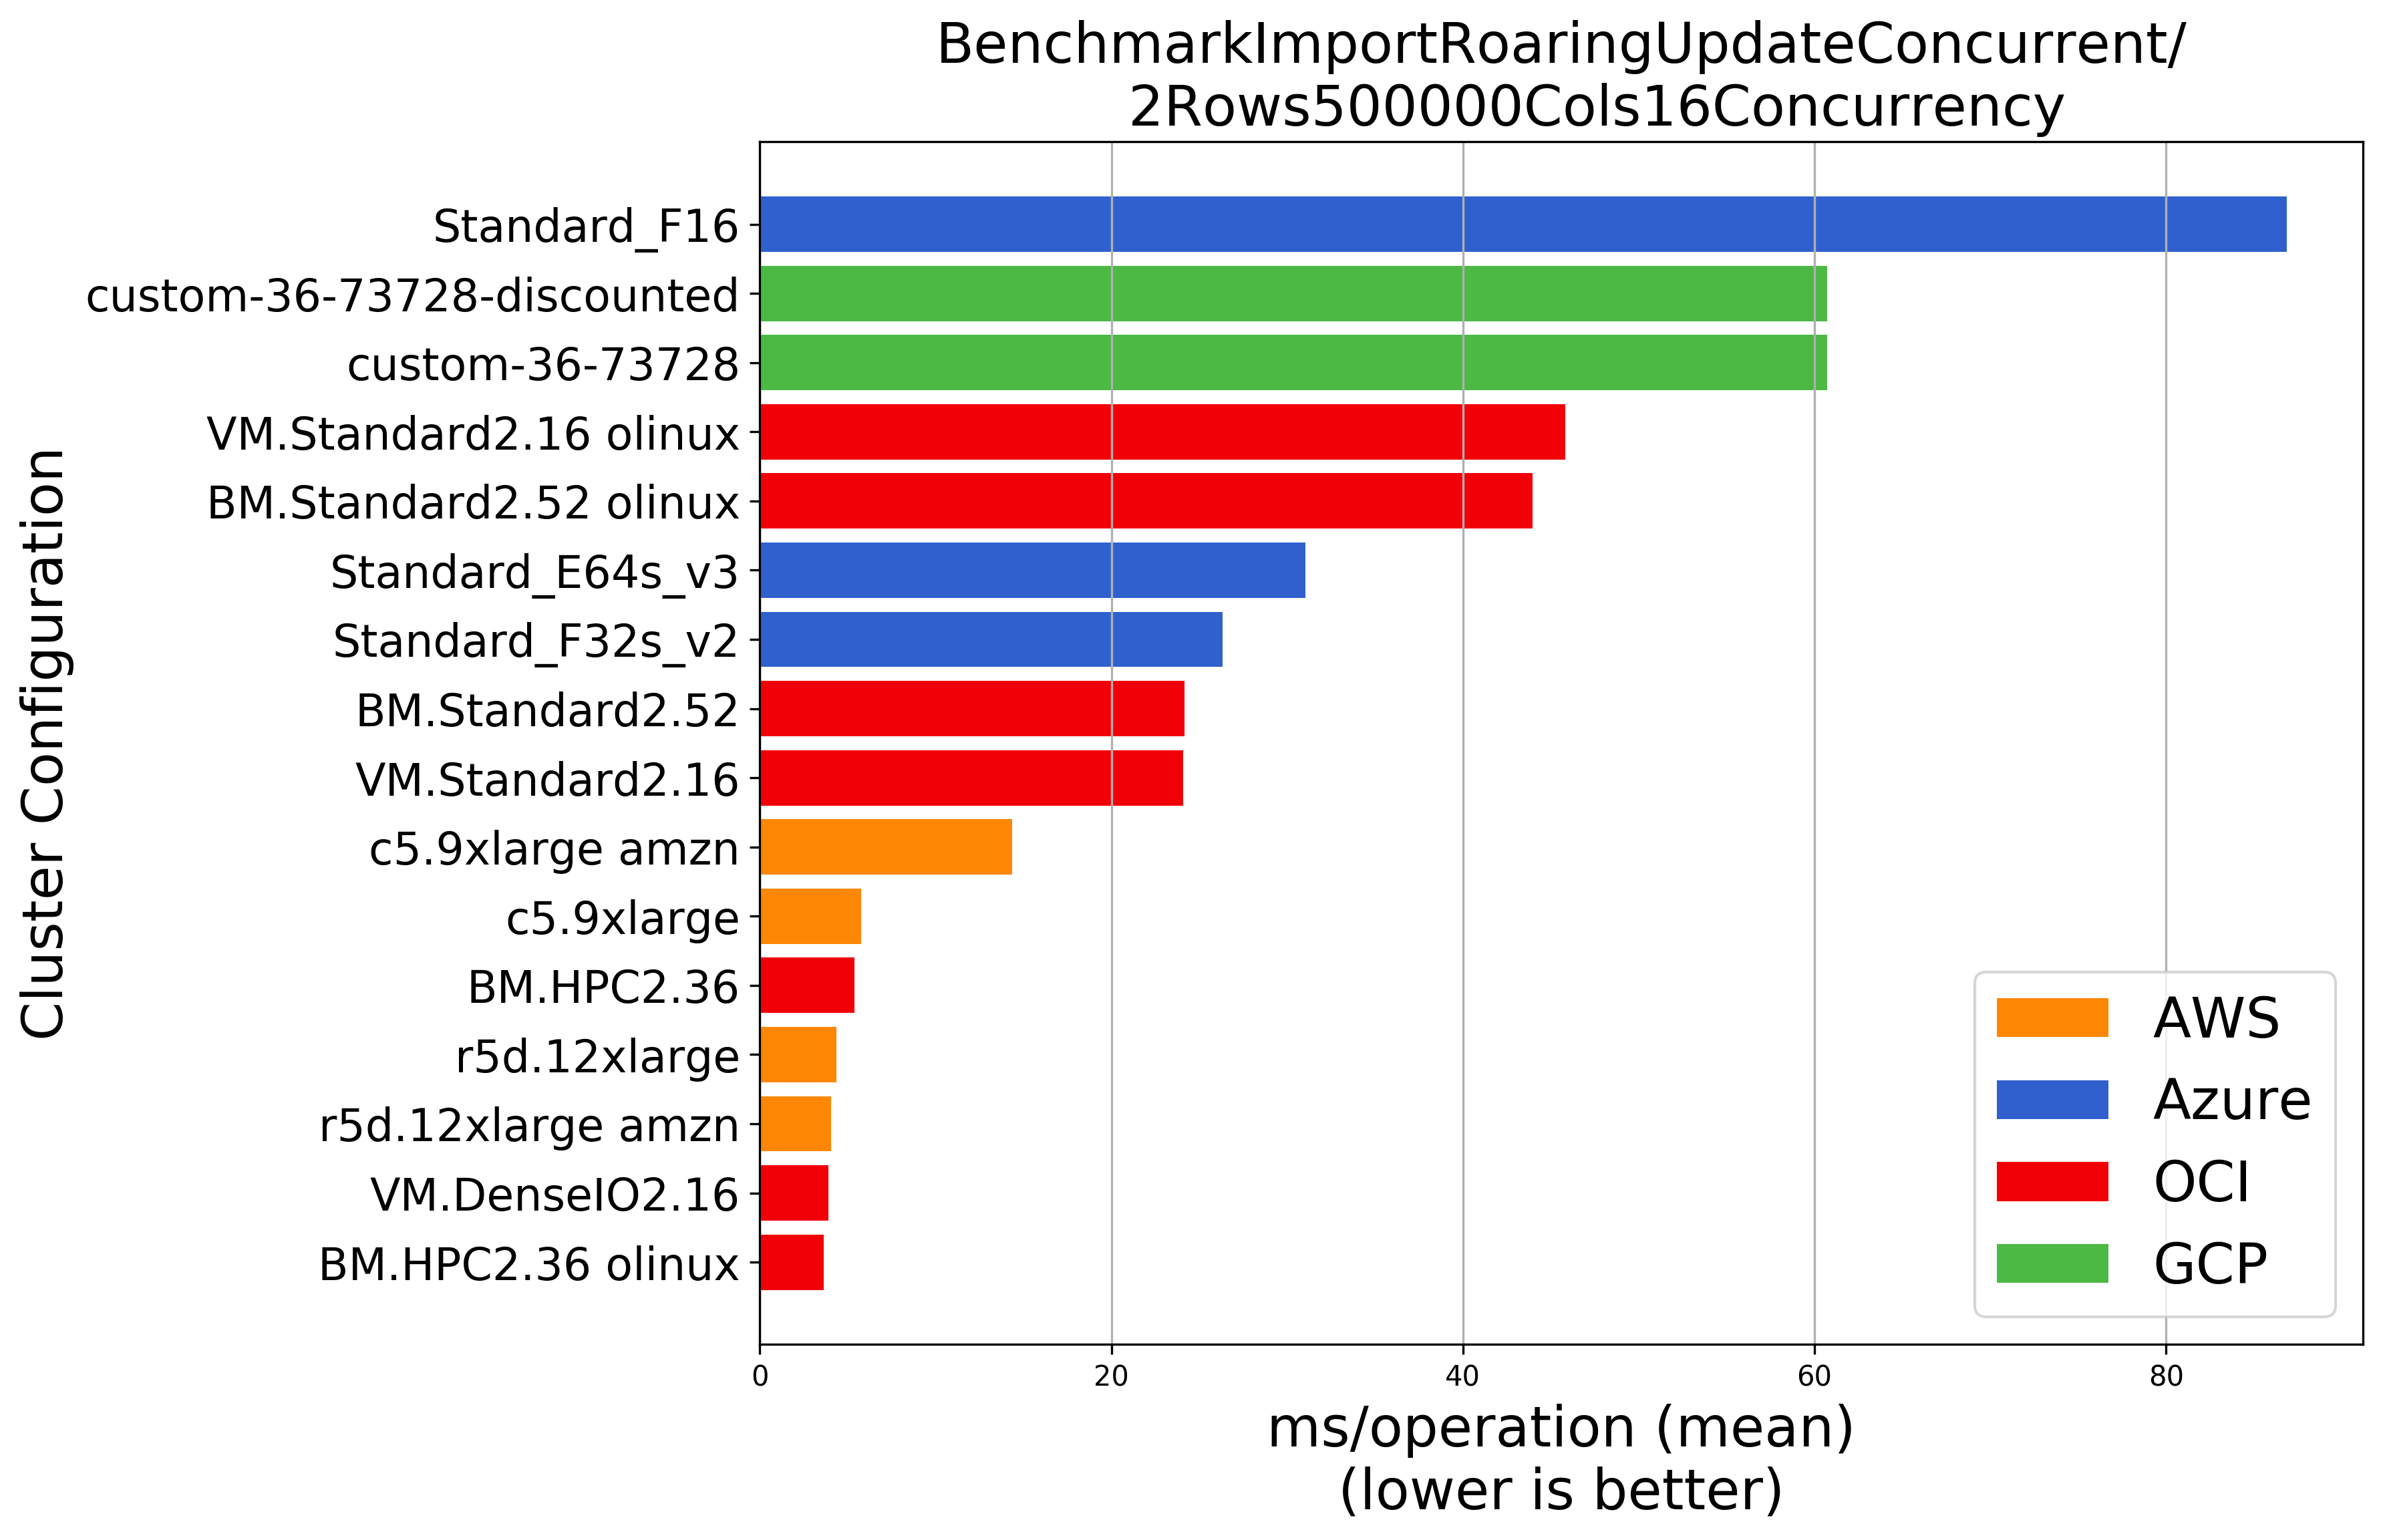 BenchmarkImportRoaringUpdateConcurrent/
2Rows500000Cols16Concurrency
Cluster Configuration
Standard_F16
custom-36-73728-discounted
custom-36-73728
VM.Standard2.16 olinux
BM.Standard2.52 olinux
Standard_E64s_v3
Standard_F32s_v2
BM.Standard2.52
VM.Standard2.16
c5.9xlarge amzn
c5.9xlarge
BM.HPC2.36
r5d.12xlarge
r5d.12xlarge amzn
VM.DenseIO2.16
BM.HPC2.36 olinux
AWS
Azure
OCI
GCP
0 20 40 60 80
ms/operation (mean)
(lower is better)